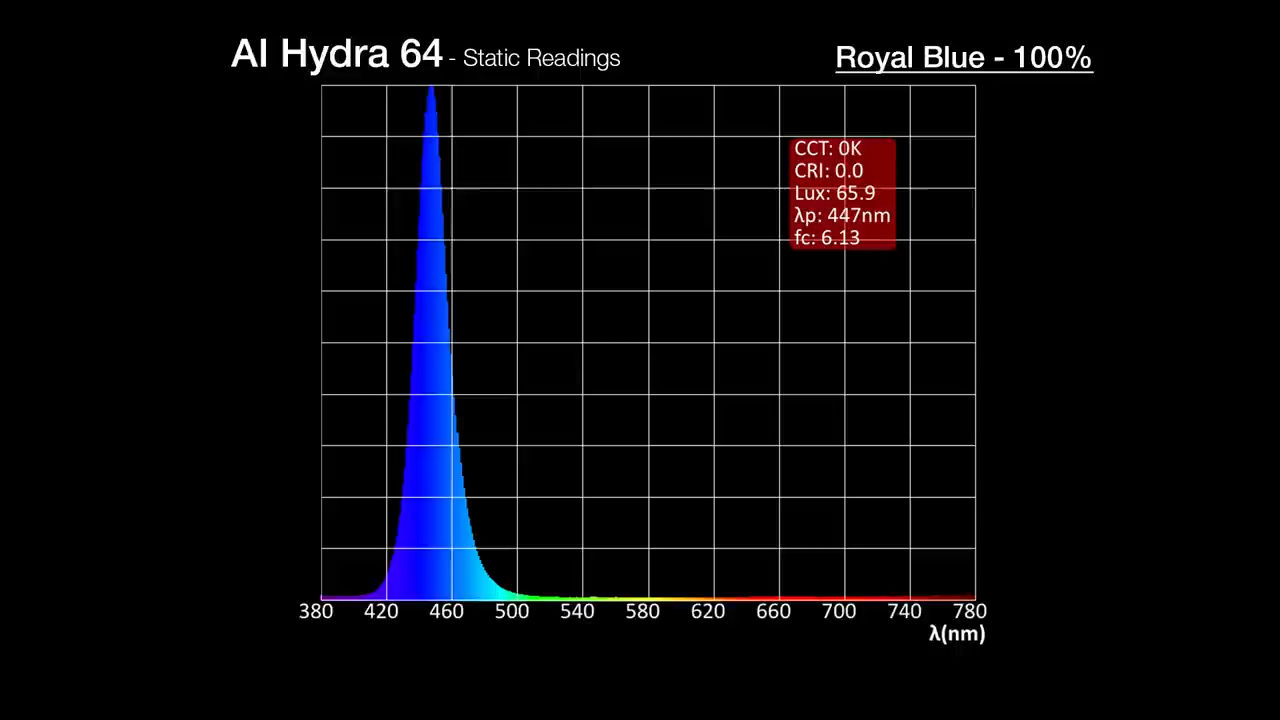 AI Hydra 64 - Static Readings
Royal Blue - 100%
CCT: 0K
CRI: 0.0
Lux: 65.9
λp: 447nm
fc: 6.13
380 420 460 500 540 580 620 660 700 740 780
λ(nm)